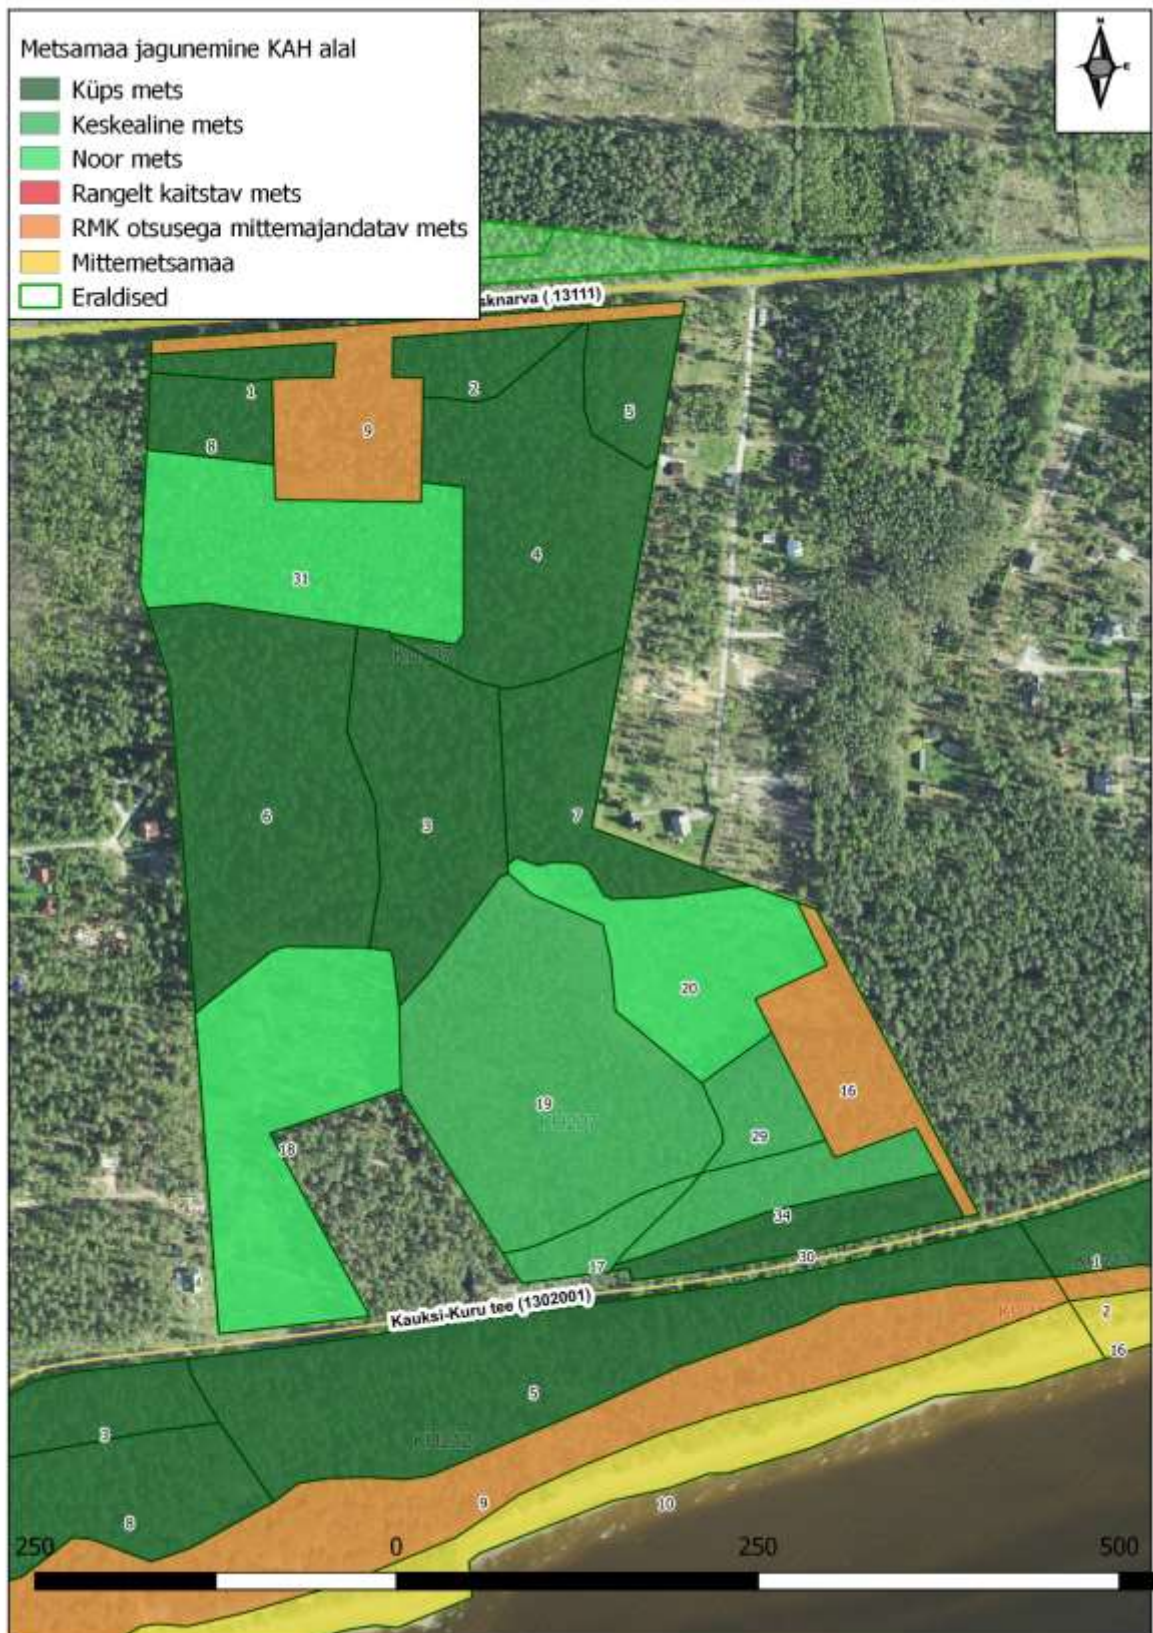 Metsamaa jagunemine KAH alal
N
E
Küps mets
Keskealine mets
Noor mets
Rangelt kaitstav mets
RMK otsusega mittemajandatav mets
Mittemetsamaa
Eraldised
sknarva ( 13111)
1
2
5
9
8
4
31
6
3
7
20
19
16
29
18
34
30
17
1
Kauksi-Kuru tee (1302001)
2
16
5
3
9
10
8
250
0
250
500